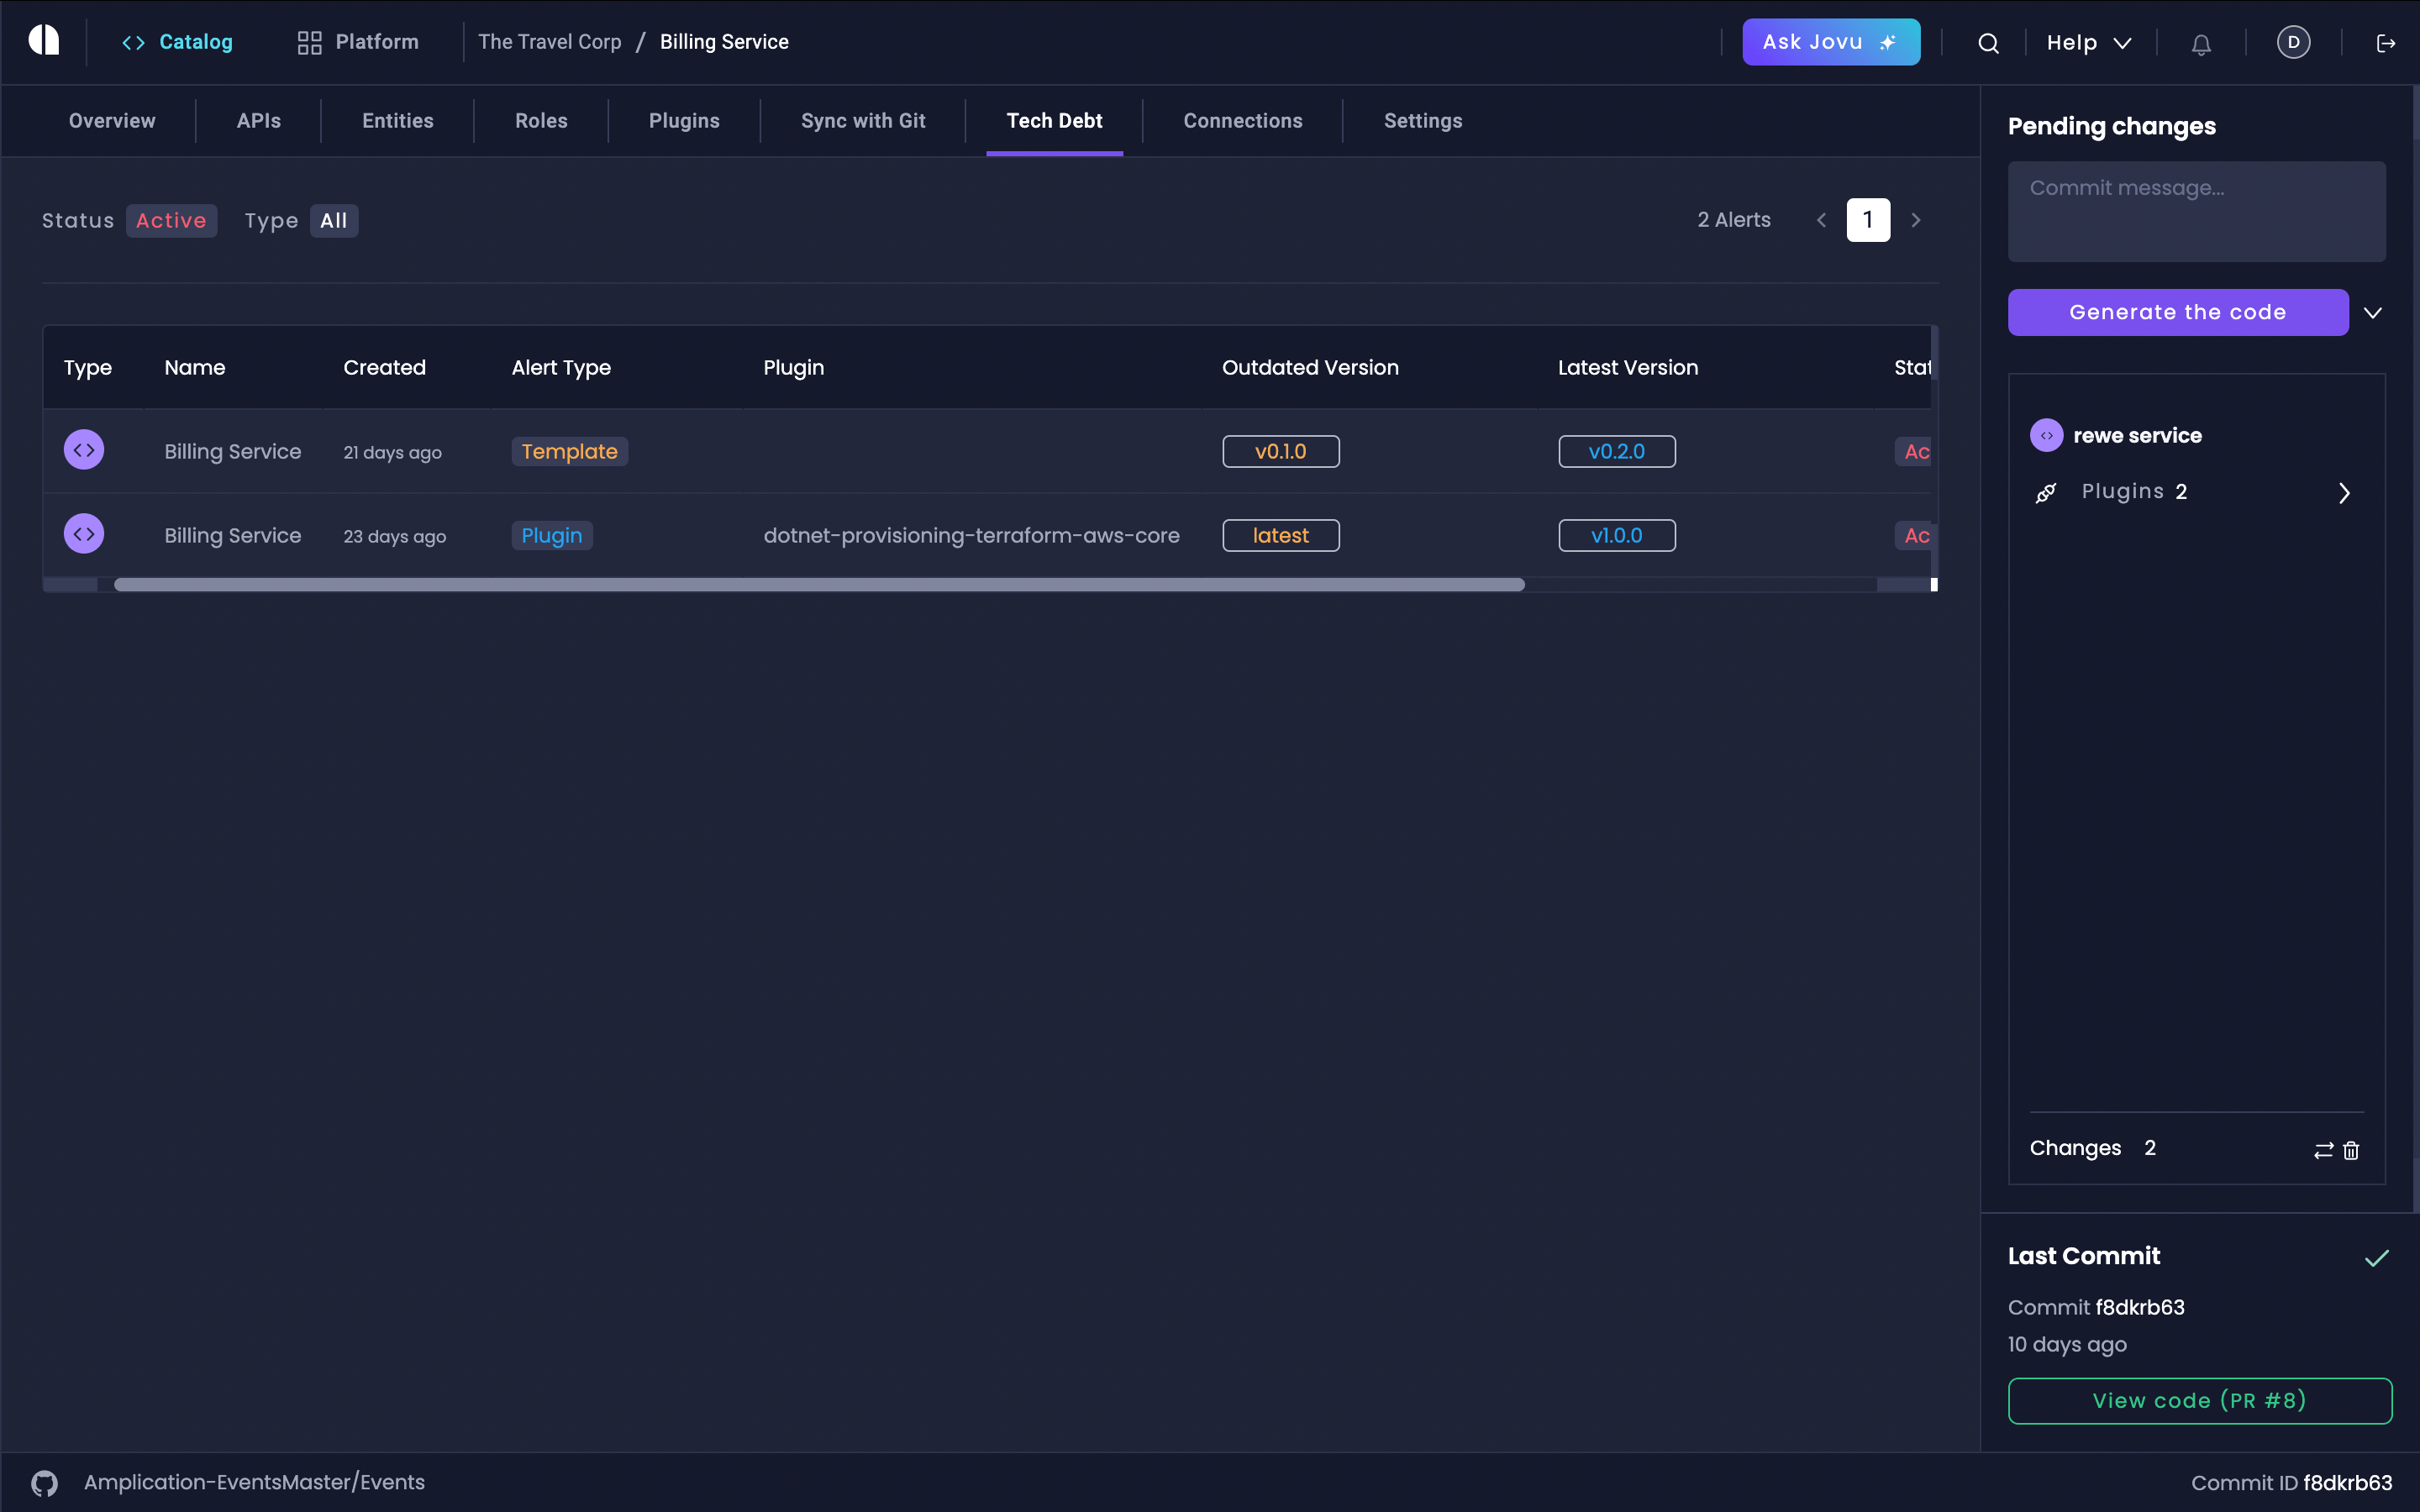 Catalog Platform The Travel Corp / Billing Service Ask Jovu Help D
Overview APIs Entities Roles Plugins Sync with Git Tech Debt Connections Settings
Status Active Type All 2 Alerts 1
Type Name Created Alert Type Plugin Outdated Version Latest Version Stat
Billing Service 21 days ago Template v0.1.0 v0.2.0 Ac
Billing Service 23 days ago Plugin dotnet-provisioning-terraform-aws-core latest v1.0.0 Ac
Pending changes
Commit message...
Generate the code
rewe service
Plugins 2
Changes 2
Last Commit
Commit f8dkrb63
10 days ago
View code (PR #8)
Amplication-EventsMaster/Events Commit ID f8dkrb63